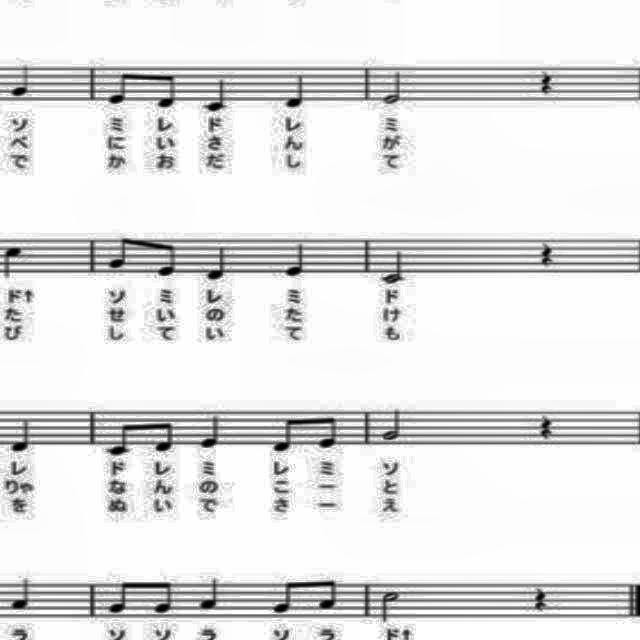 ソ ミ レ ド レ ミ
べ に い さ ん が
で か お だ し て
ド↑ ソ ミ レ ミ ド
た せ い の た け
び し て い て も
レ ド レ ミ レ ミ ソ
りゃ な ん の こ ー と
を ぬ い で さ ー え
ラ ソ ソ ラ ソ ラ ド↑